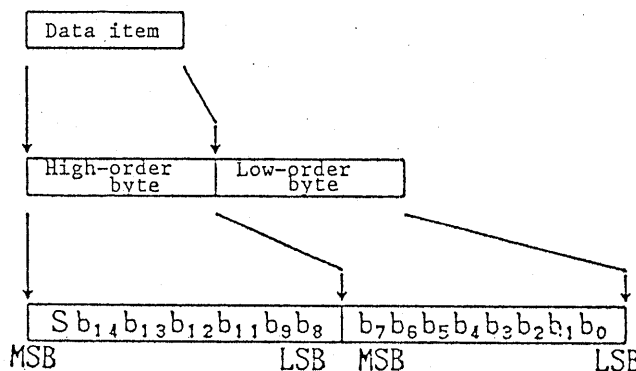 Data item
High-order byte Low-order byte
S b₁₄ b₁₃ b₁₂ b₁₁ b₉ b₈ b₇ b₆ b₅ b₄ b₃ b₂ b₁ b₀
MSB LSB MSB LSB